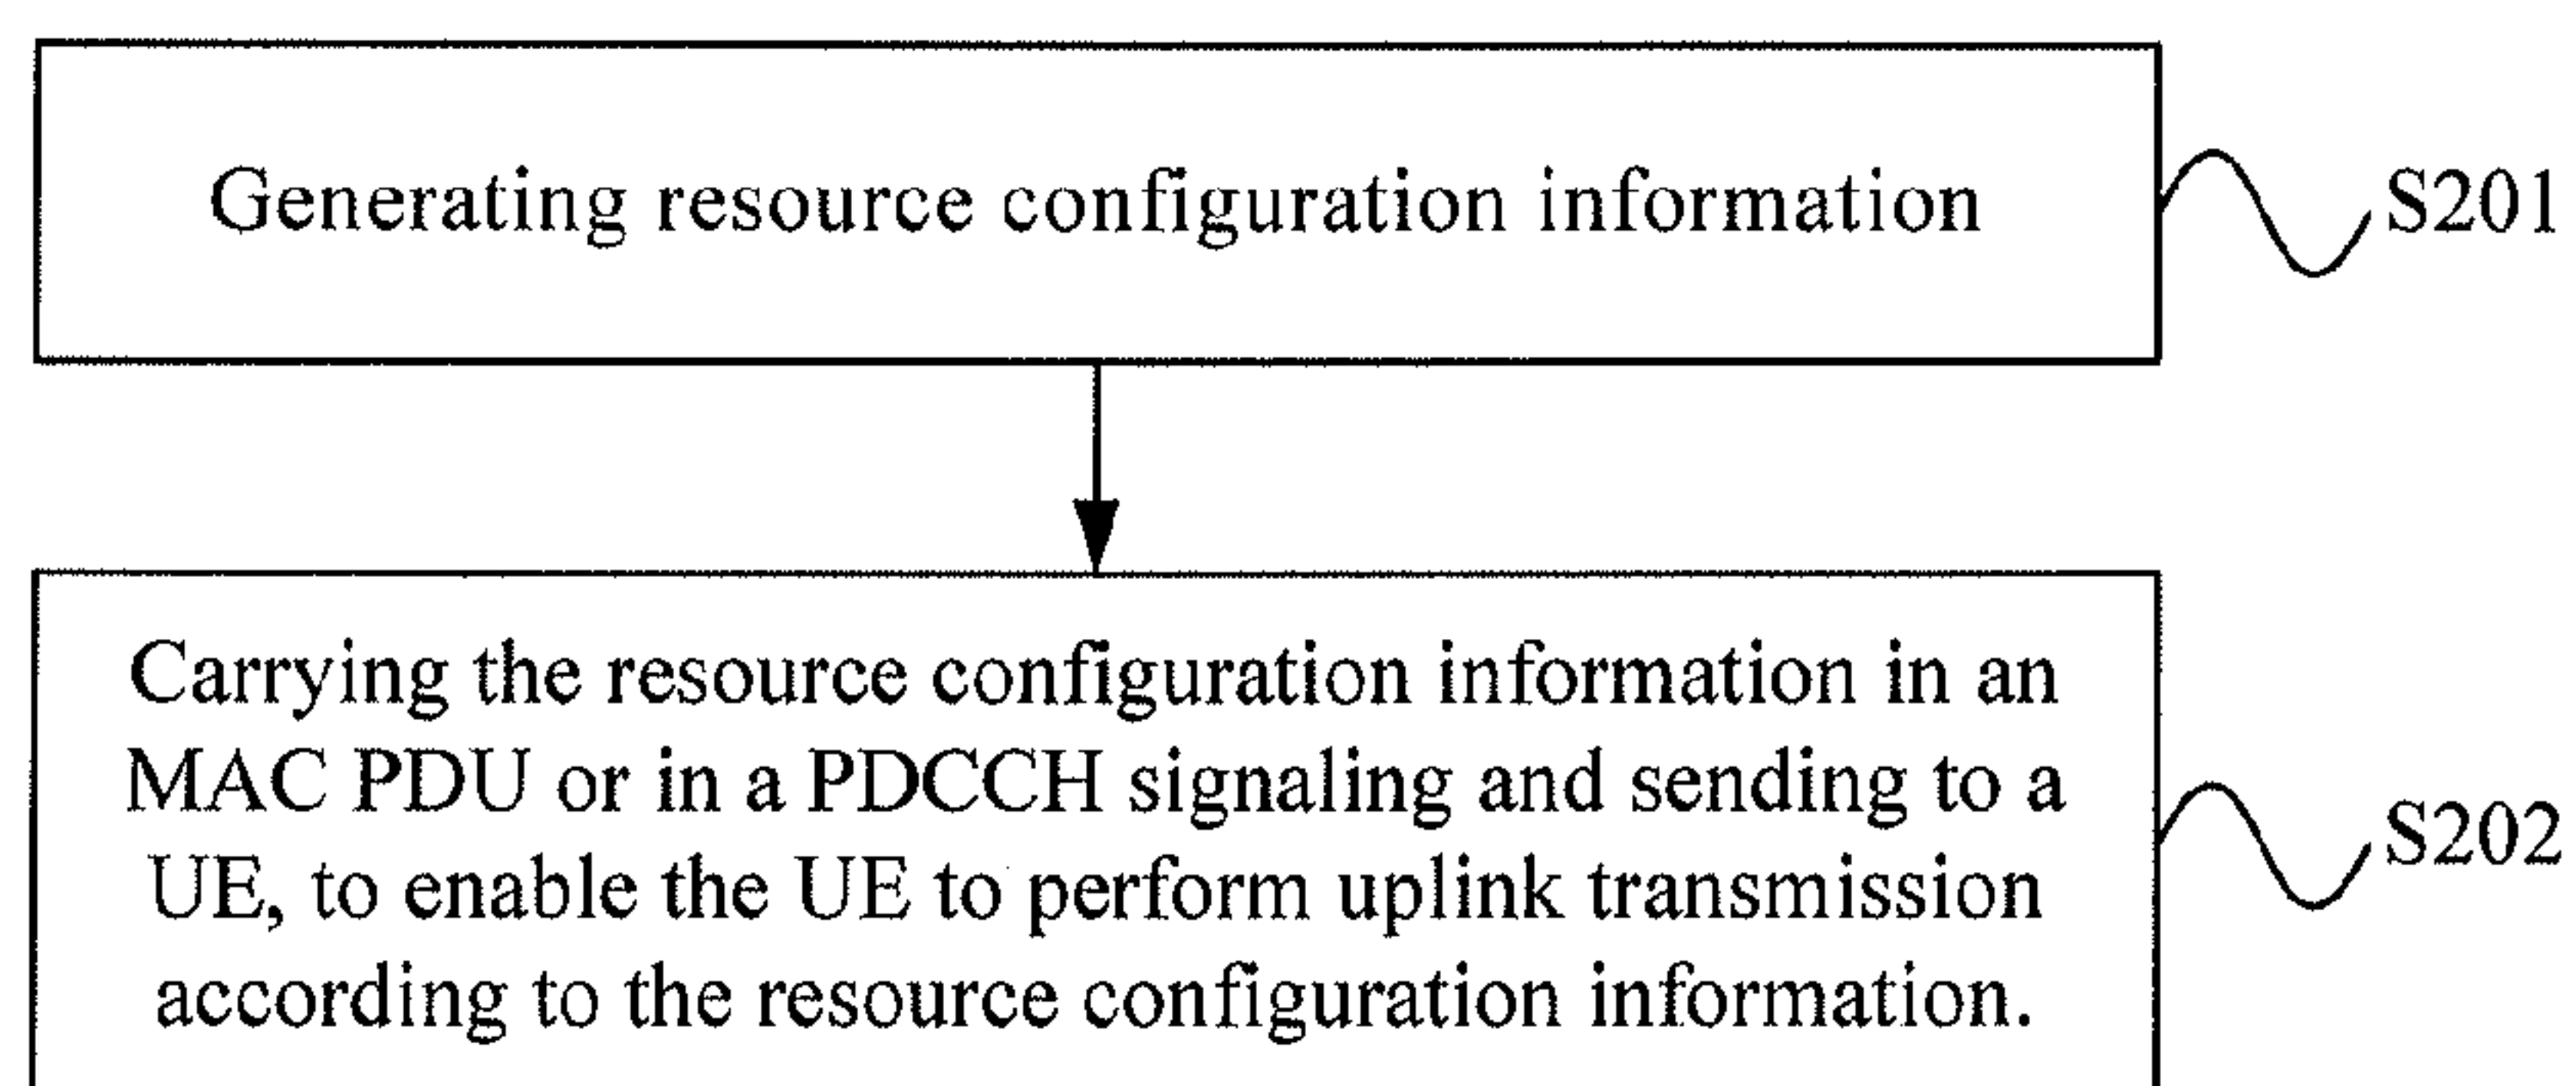 Generating resource configuration information
S201
Carrying the resource configuration information in an
MAC PDU or in a PDCCH signaling and sending to a
UE, to enable the UE to perform uplink transmission
according to the resource configuration information.
S202